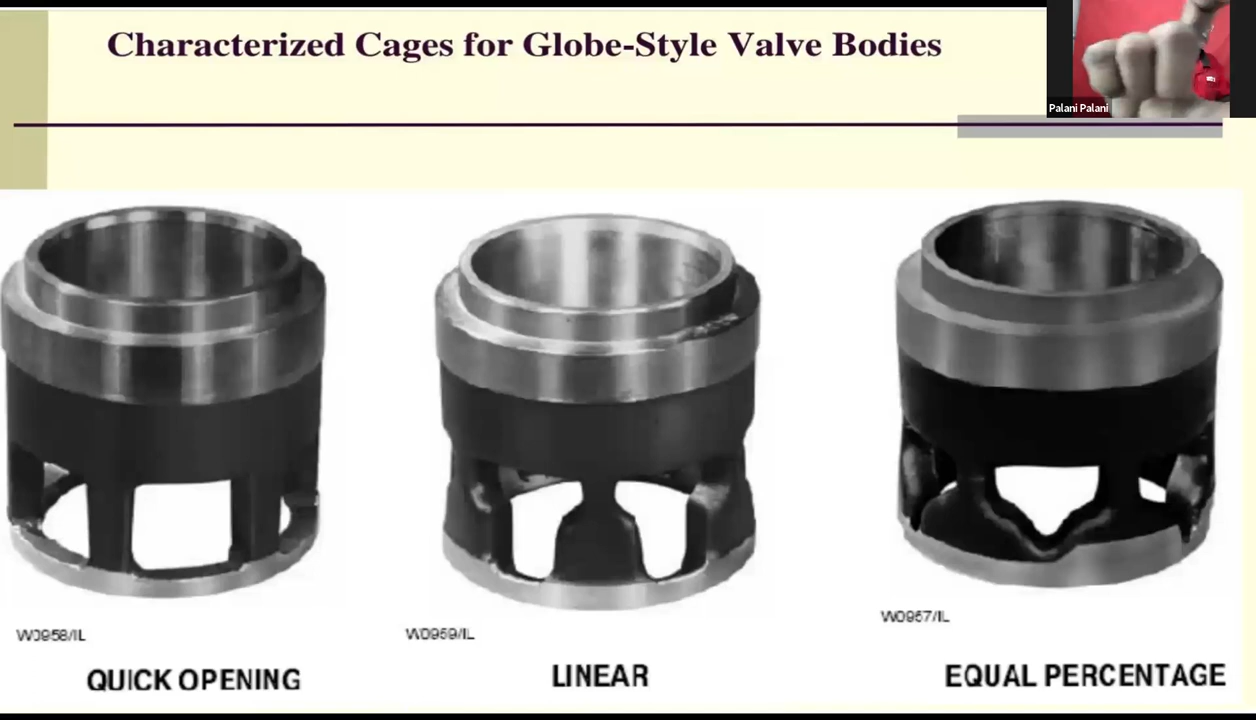 Characterized Cages for Globe-Style Valve Bodies
Palani Palani
W0958/IL
W0959/IL
W0957/IL
QUICK OPENING
LINEAR
EQUAL PERCENTAGE